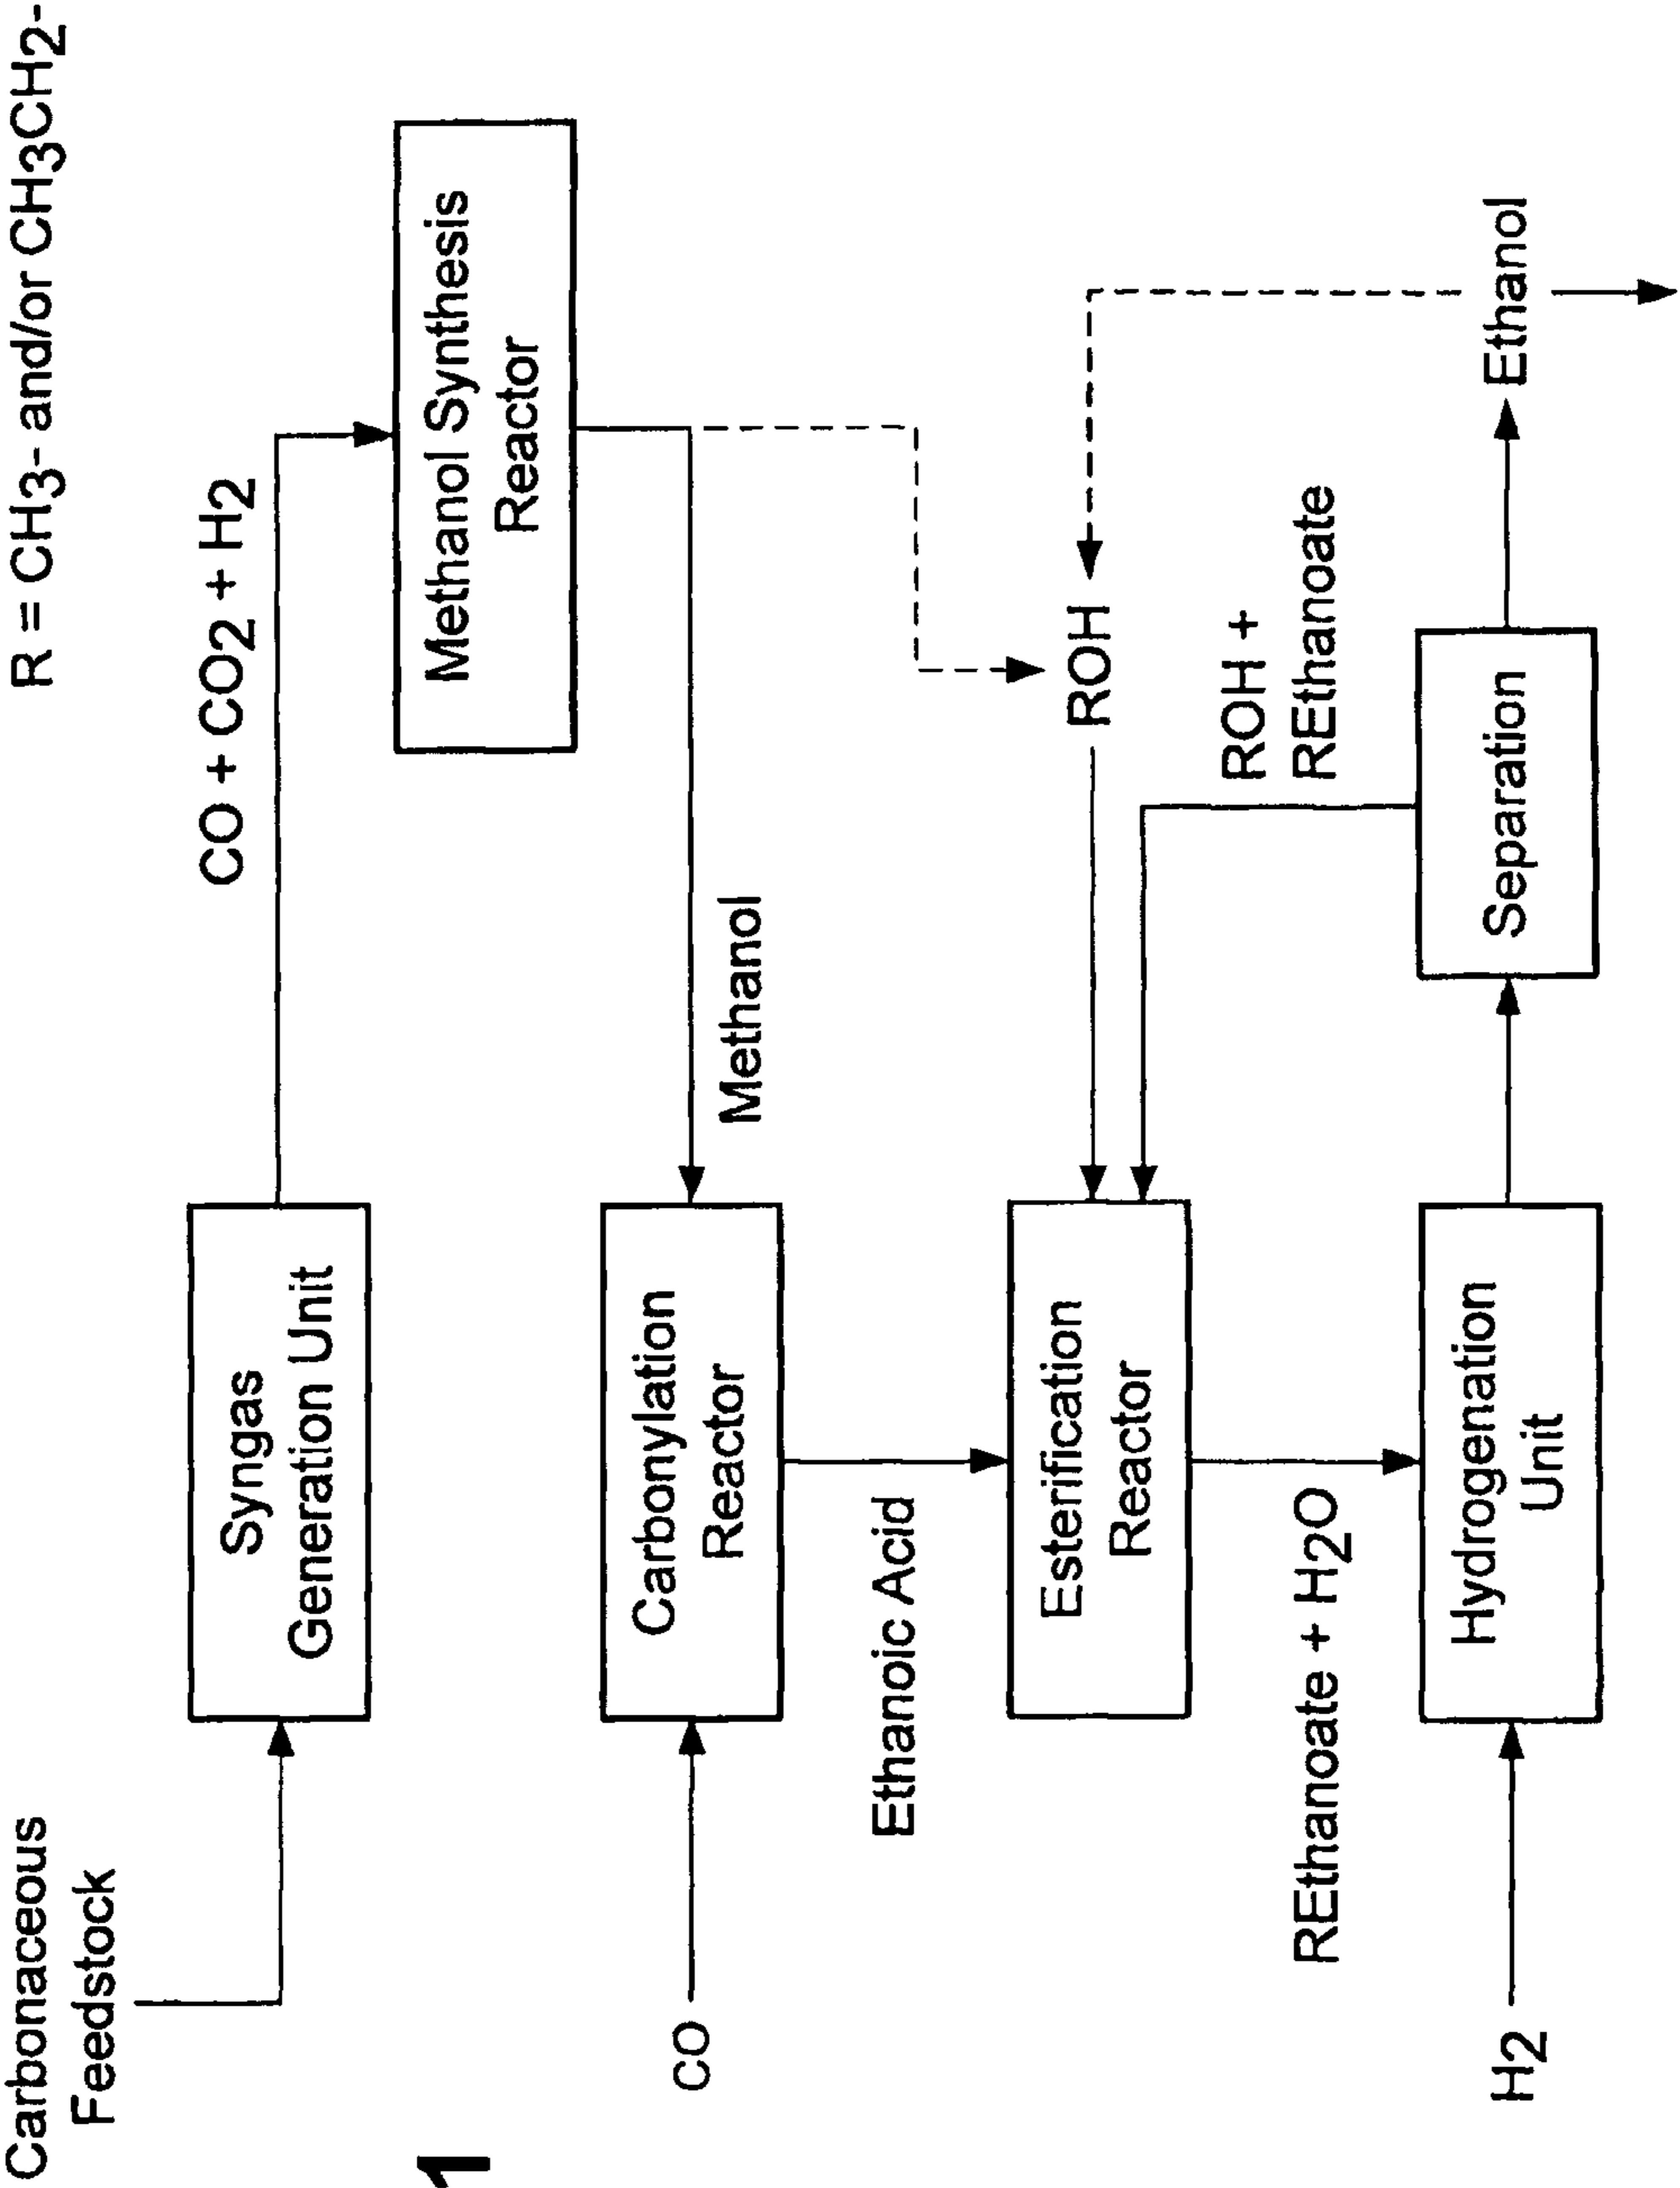 R = CH3- and/or CH3CH2-
Carbonaceous
Feedstock
Syngas
Generation Unit
CO + CO2 + H2
Methanol Synthesis
Reactor
1
CO
Carbonylation
Reactor
Methanol
Ethanoic Acid
Esterification
Reactor
ROH
ROH +
REthanoate
REthanoate + H2O
H2
Hydrogenation
Unit
Separation
Ethanol